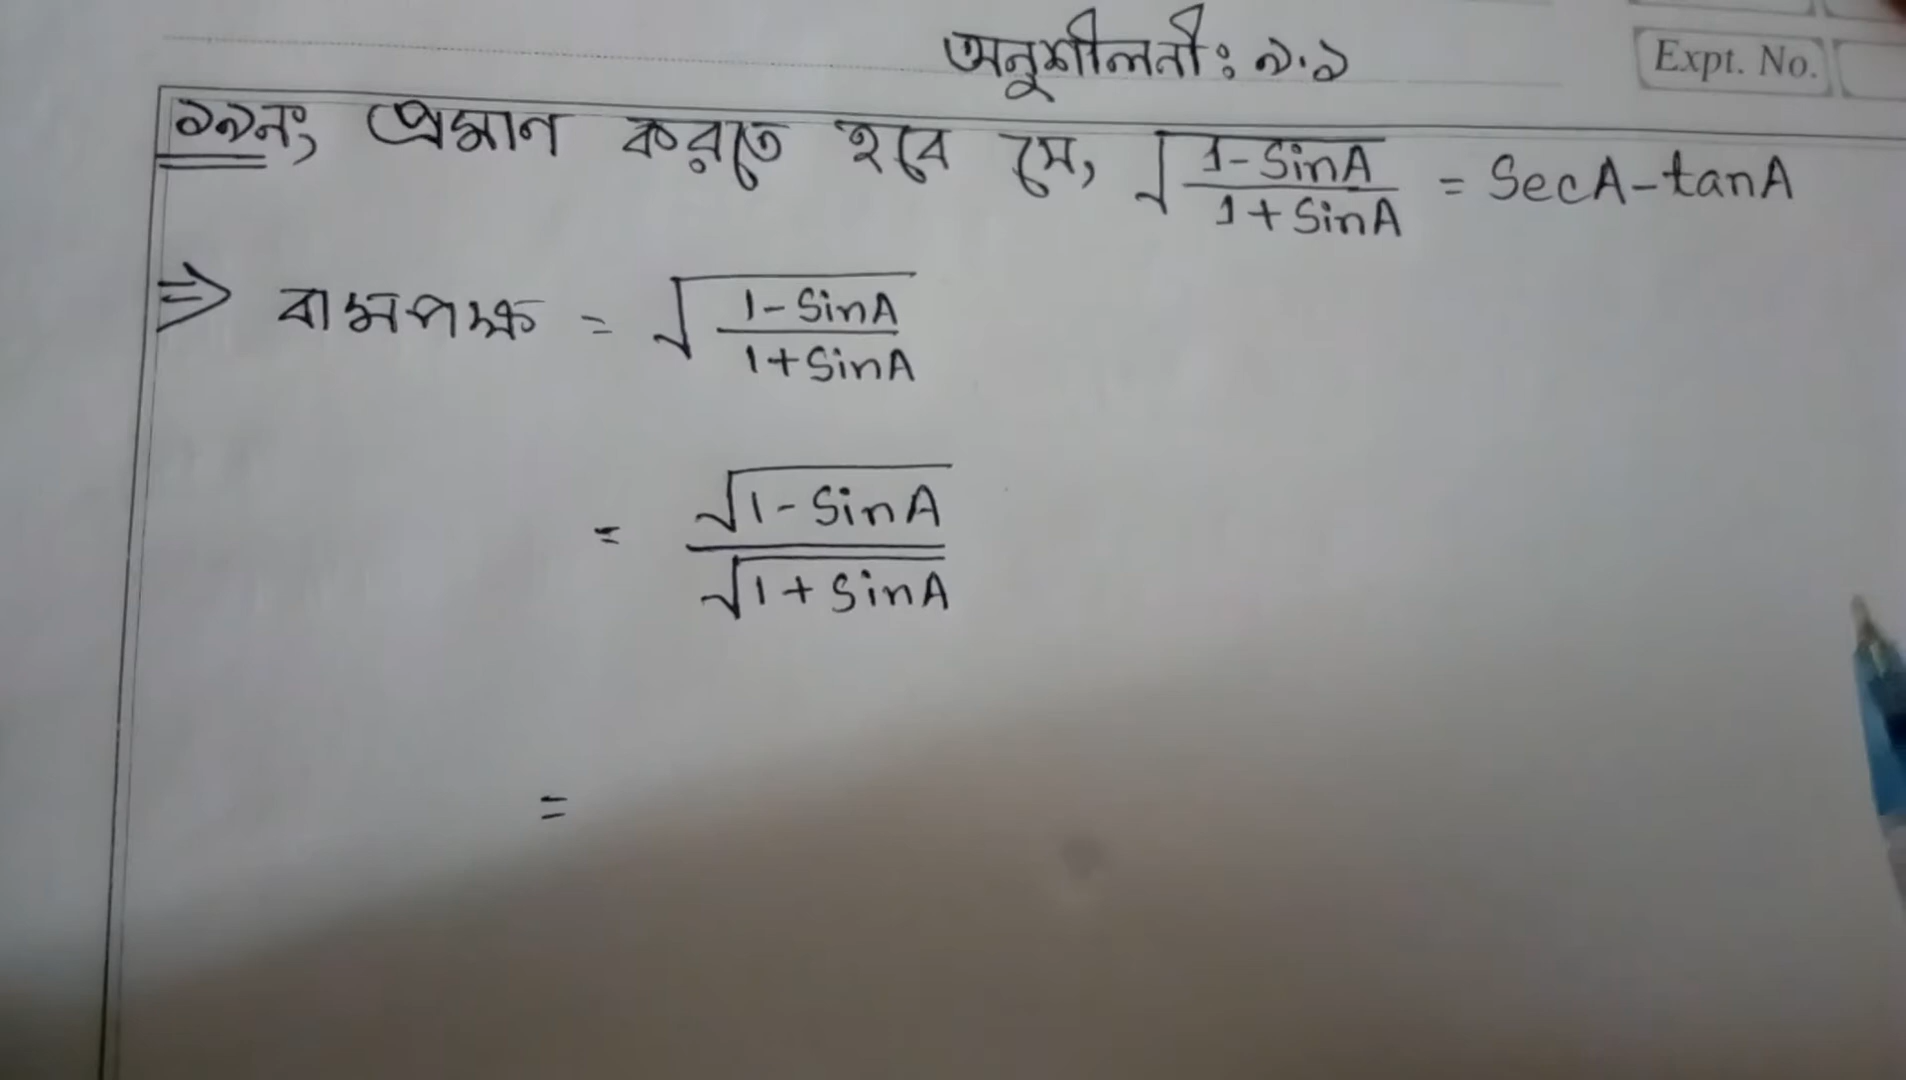 অনুশীলনী: ৯.১
Expt. No.
১৯নং, প্রমান করতে হবে যে, √(1-SinA)/(1+SinA) = SecA-tanA
⇒ বামপক্ষ = √(1-SinA)/(1+SinA)
= √1-SinA / √1+SinA
=